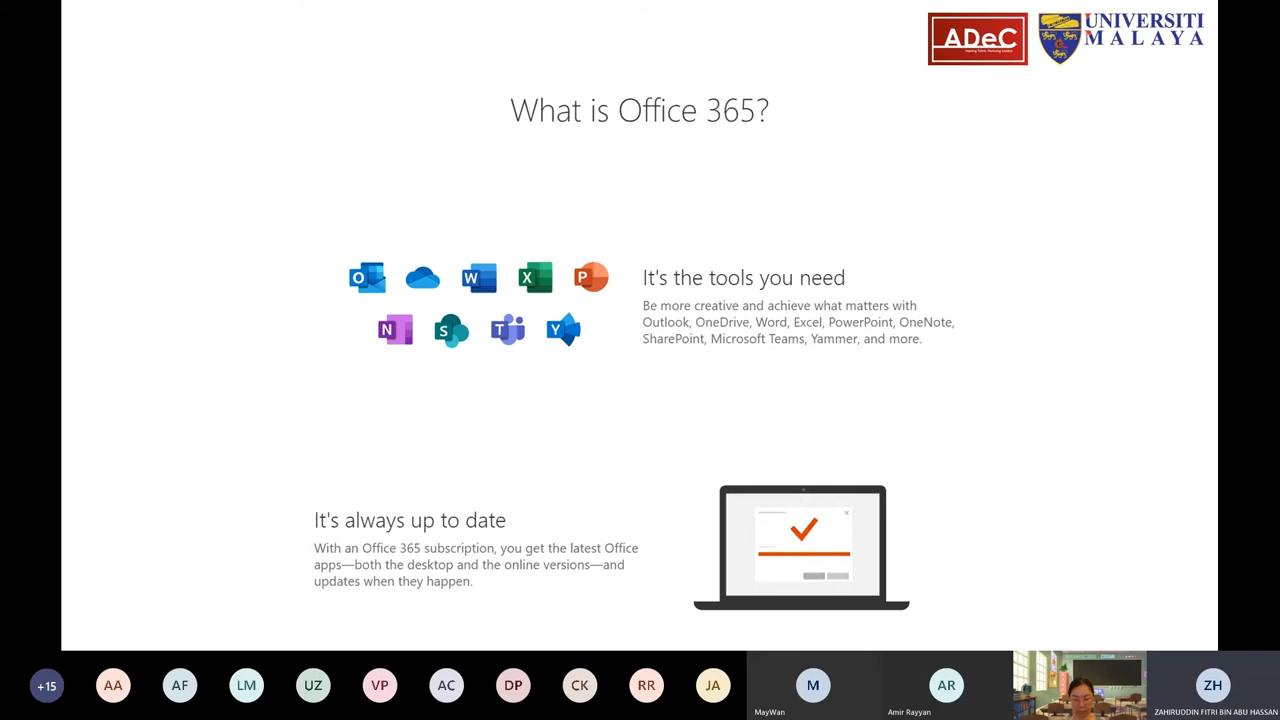 ADeC
UNIVERSITI
MALAYA
What is Office 365?
O
W
X
P
N
S
T
Y
It's the tools you need
Be more creative and achieve what matters with
Outlook, OneDrive, Word, Excel, PowerPoint, OneNote,
SharePoint, Microsoft Teams, Yammer, and more.
It's always up to date
With an Office 365 subscription, you get the latest Office
apps—both the desktop and the online versions—and
updates when they happen.
+15
AA
AF
LM
UZ
VP
AC
DP
CK
RR
JA
M
MayWan
AR
Amir Rayyan
ZH
ZAHIRUDDIN FITRI BIN ABU HASSAN